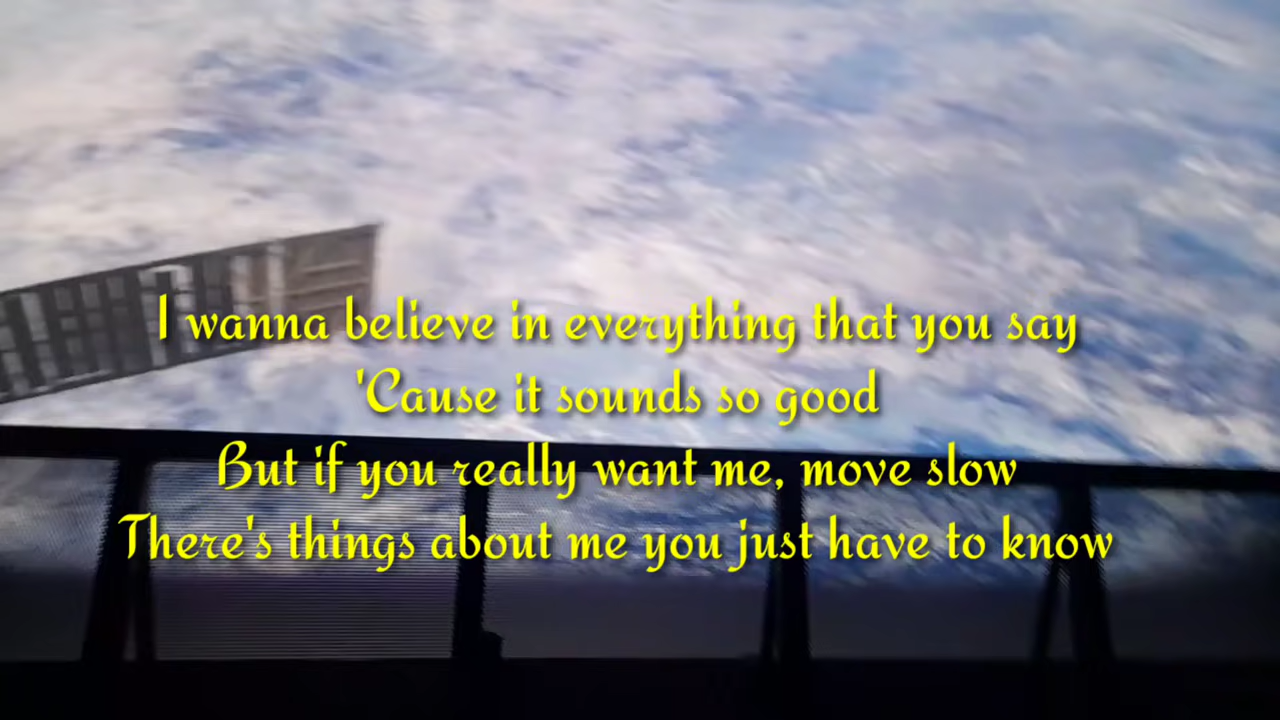 I wanna believe in everything that you say
'Cause it sounds so good
But if you really want me, move slow
There's things about me you just have to know